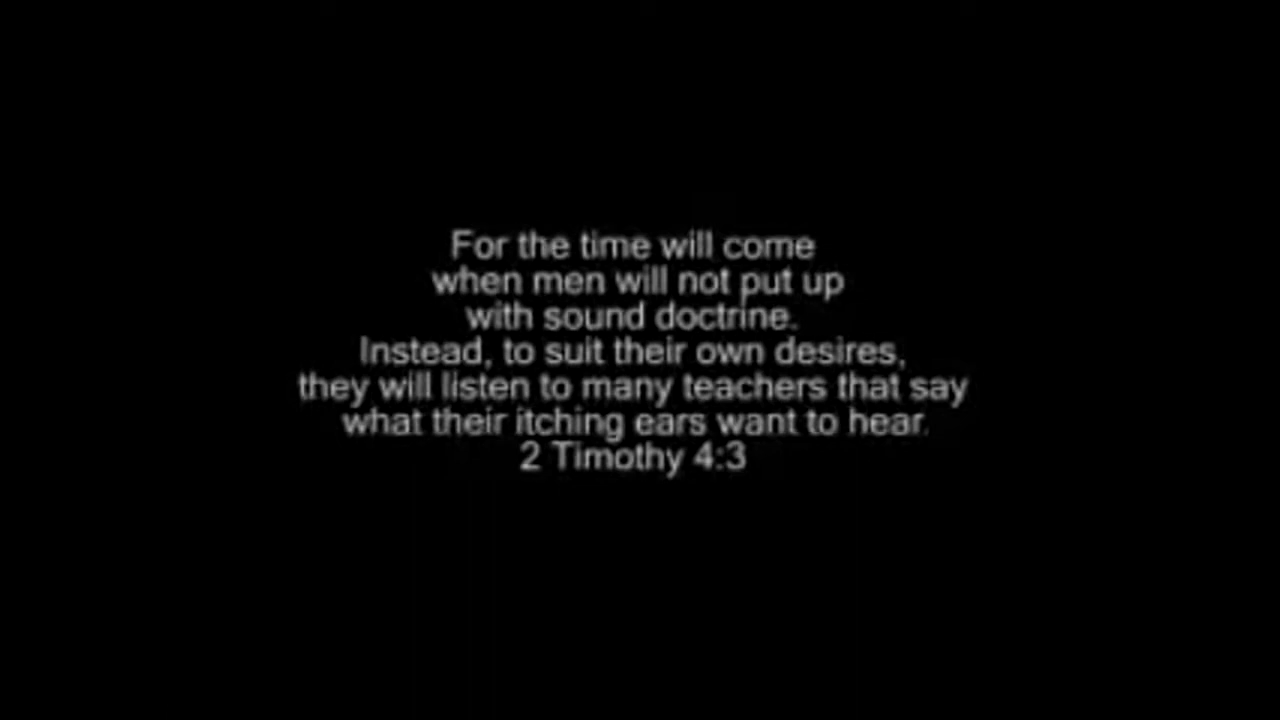 For the time will come
when men will not put up
with sound doctrine.
Instead, to suit their own desires,
they will listen to many teachers that say
what their itching ears want to hear.
2 Timothy 4:3